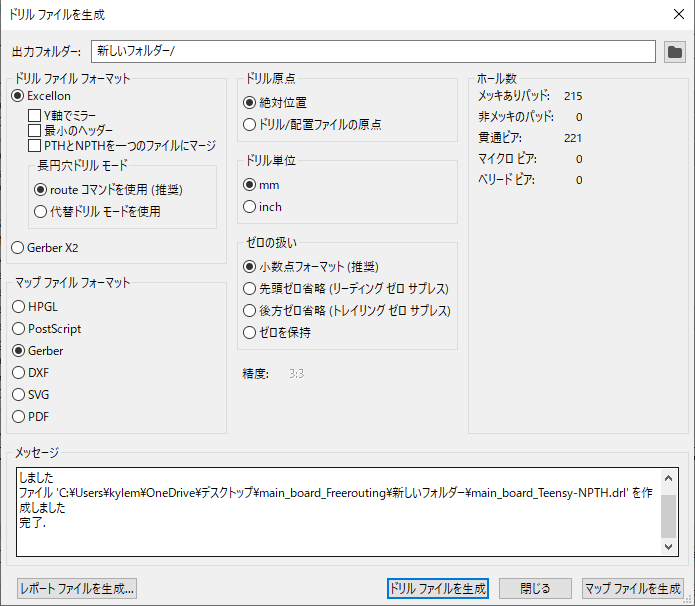 ドリル ファイルを生成
出力フォルダー: 新しいフォルダー/
ドリル ファイル フォーマット
Excellon
Y軸でミラー
最小のヘッダー
PTHとNPTHを一つのファイルにマージ
長円穴ドリル モード
route コマンドを使用 (推奨)
代替ドリル モードを使用
Gerber X2
マップ ファイル フォーマット
HPGL
PostScript
Gerber
DXF
SVG
PDF
ドリル原点
絶対位置
ドリル/配置ファイルの原点
ドリル単位
mm
inch
ゼロの扱い
小数点フォーマット (推奨)
先頭ゼロ省略 (リーディング ゼロ サプレス)
後方ゼロ省略 (トレイリング ゼロ サプレス)
ゼロを保持
精度: 3:3
ホール数
メッキありパッド: 215
非メッキのパッド: 0
貫通ビア: 221
マイクロ ビア: 0
ベリード ビア: 0
メッセージ
しました
ファイル 'C:¥Users¥kylem¥OneDrive¥デスクトップ¥main_board_Freerouting¥新しいフォルダー¥main_board_Teensy-NPTH.drl' を作
成しました
完了.
レポート ファイルを生成...
ドリル ファイルを生成
閉じる
マップ ファイルを生成